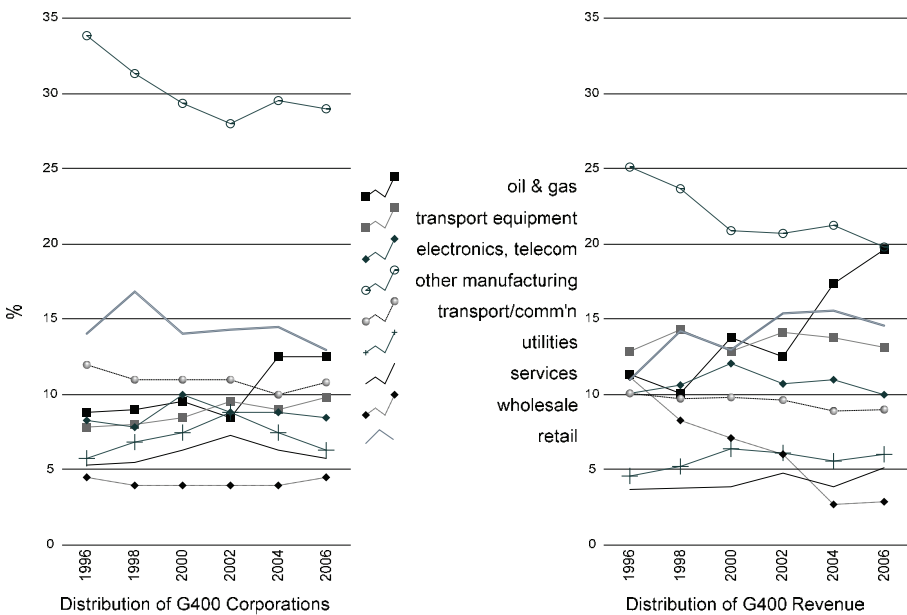 35
30
25
20
15
10
5
0
%
1996
1998
2000
2002
2004
2006
Distribution of G400 Corporations
oil & gas
transport equipment
electronics, telecom
other manufacturing
transport/comm'n
utilities
services
wholesale
retail
35
30
25
20
15
10
5
0
1996
1998
2000
2002
2004
2006
Distribution of G400 Revenue